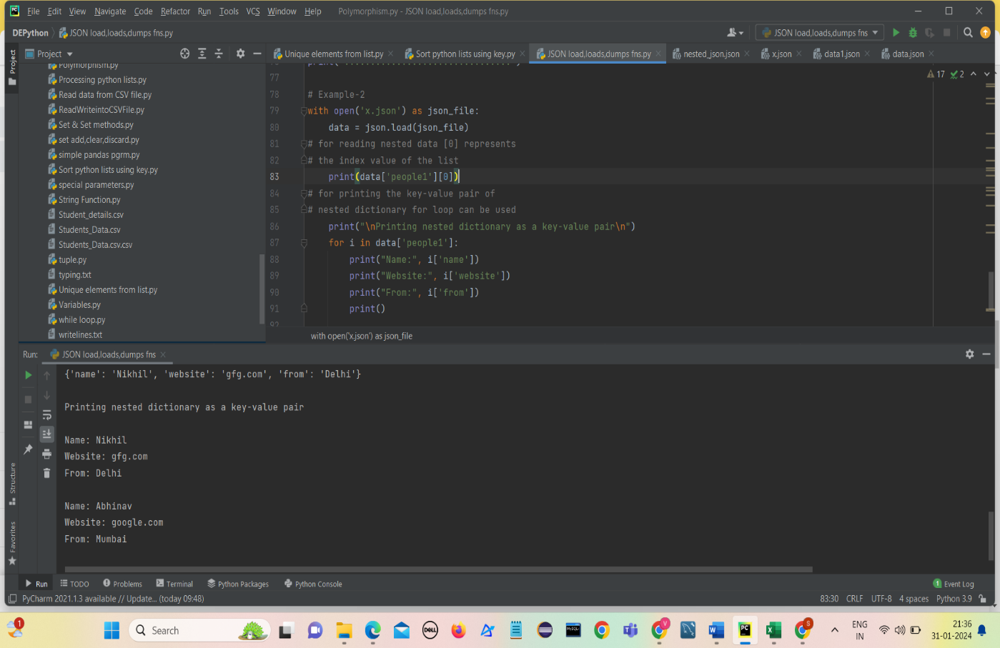 File Edit View Navigate Code Refactor Run Tools VCS Window Help Polymorphism.py - JSON load,loads,dumps fns.py
DEPython JSON load,loads,dumps fns.py JSON load,loads,dumps fns
Project
Unique elements from list.py Sort python lists using key.py JSON load,loads,dumps fns.py nested_json.json x.json data1.json data.json
Project
Polymorphism.py
Processing python lists.py
Read data from CSV file.py
ReadWriteintoCSVFile.py
Set & Set methods.py
set add,clear,discard.py
simple pandas pgrm.py
Sort python lists using key.py
special parameters.py
String Function.py
Student_details.csv
Students_Data.csv
Students_Data.csv.csv
tuple.py
typing.txt
Unique elements from list.py
Variables.py
while loop.py
writelines.txt
17 2
77
78 # Example-2
79 with open('x.json') as json_file:
80 data = json.load(json_file)
81 # for reading nested data [0] represents
82 # the index value of the list
83 print(data['people1'][0])
84 # for printing the key-value pair of
85 # nested dictionary for loop can be used
86 print("\nPrinting nested dictionary as a key-value pair\n")
87 for i in data['people1']:
88 print("Name:", i['name'])
89 print("Website:", i['website'])
90 print("From:", i['from'])
91 print()
92
with open('x.json') as json_file
Run: JSON load,loads,dumps fns
{'name': 'Nikhil', 'website': 'gfg.com', 'from': 'Delhi'}
Printing nested dictionary as a key-value pair
Name: Nikhil
Website: gfg.com
From: Delhi
Name: Abhinav
Website: google.com
From: Mumbai
Structure
Favorites
Run TODO Problems Terminal Python Packages Python Console 1 Event Log
PyCharm 2021.1.3 available // Update... (today 09:48) 83:30 CRLF UTF-8 4 spaces Python 3.9
1
Search
DELL
MySQL
V
PC
S
ENG
IN
21:36
31-01-2024